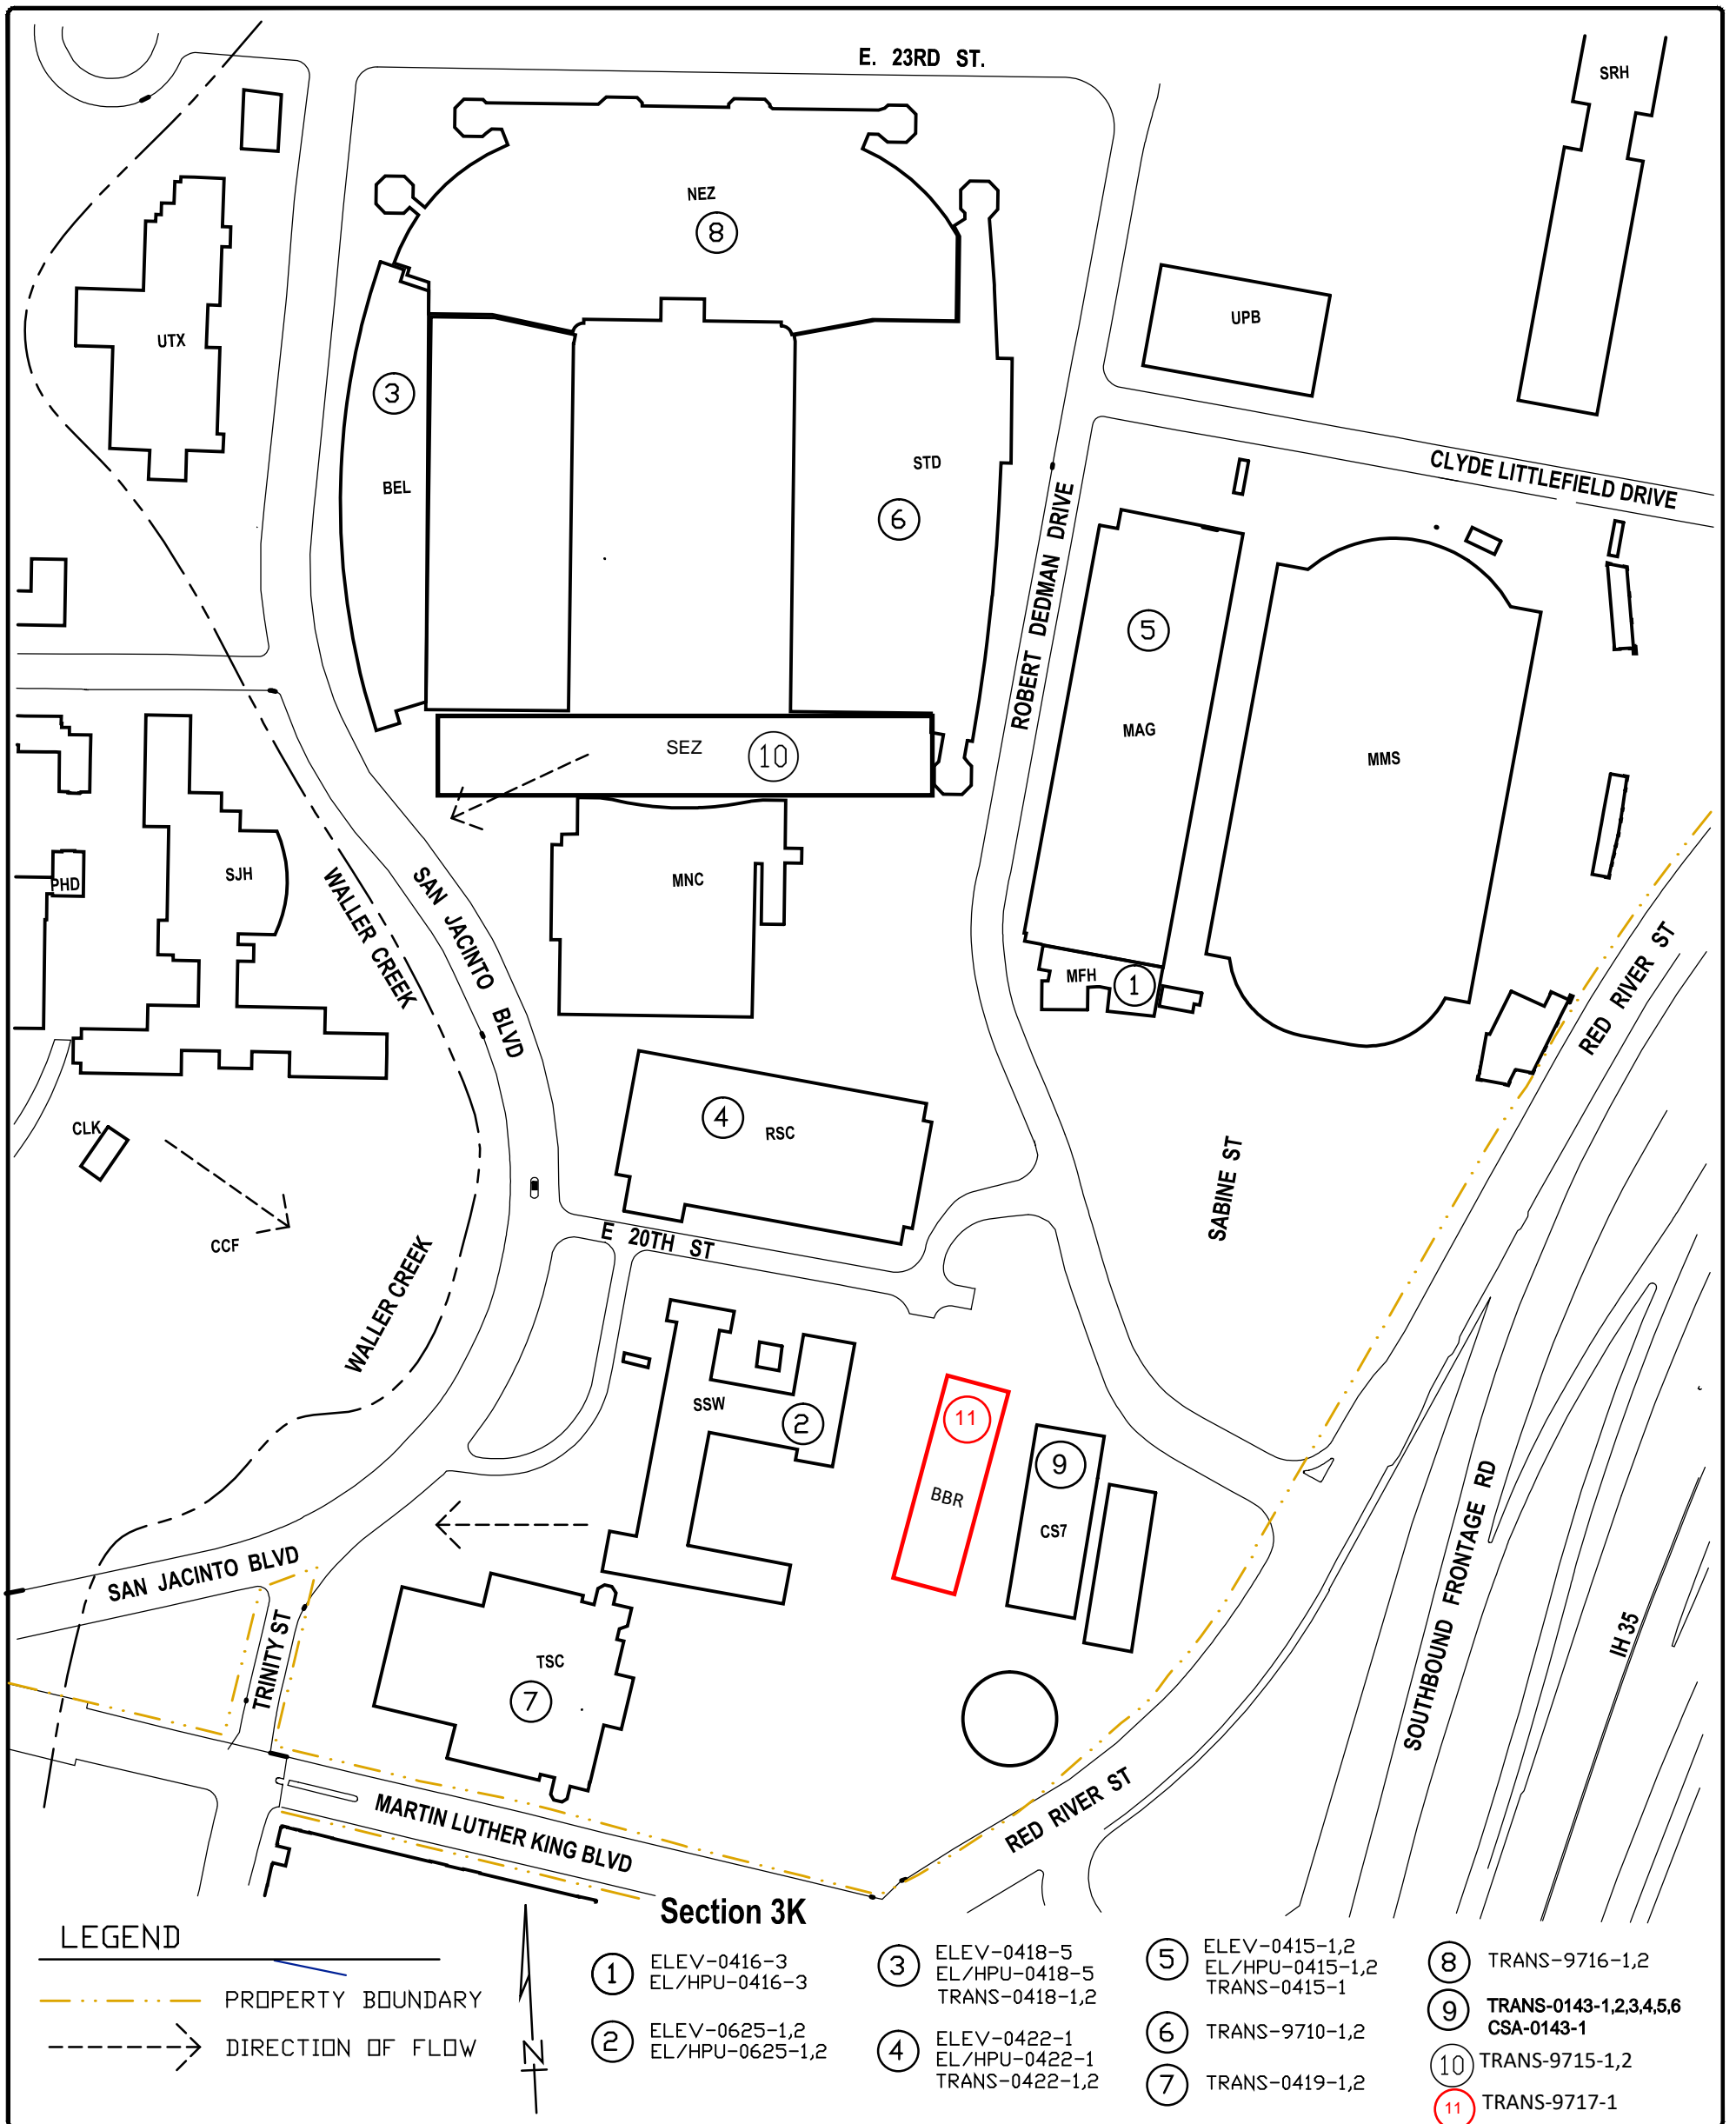 E. 23RD ST.
SRH
NEZ
8
UTX
UPB
3
BEL
STD
6
CLYDE LITTLEFIELD DRIVE
ROBERT DEDMAN DRIVE
5
MAG
MMS
SEZ
10
PHD
SJH
WALLER CREEK
SAN JACINTO BLVD
MNC
MFH
1
RED RIVER ST
CLK
4
RSC
SABINE ST
CCF
E 20TH ST
WALLER CREEK
SSW
2
11
BBR
9
CS7
SOUTHBOUND FRONTAGE RD
IH 35
SAN JACINTO BLVD
TRINITY ST
TSC
7
MARTIN LUTHER KING BLVD
RED RIVER ST
Section 3K
LEGEND
PROPERTY BOUNDARY
DIRECTION OF FLOW
N
1
ELEV-0416-3
EL/HPU-0416-3
2
ELEV-0625-1,2
EL/HPU-0625-1,2
3
ELEV-0418-5
EL/HPU-0418-5
TRANS-0418-1,2
4
ELEV-0422-1
EL/HPU-0422-1
TRANS-0422-1,2
5
ELEV-0415-1,2
EL/HPU-0415-1,2
TRANS-0415-1
6
TRANS-9710-1,2
7
TRANS-0419-1,2
8
TRANS-9716-1,2
9
TRANS-0143-1,2,3,4,5,6
CSA-0143-1
10
TRANS-9715-1,2
11
TRANS-9717-1